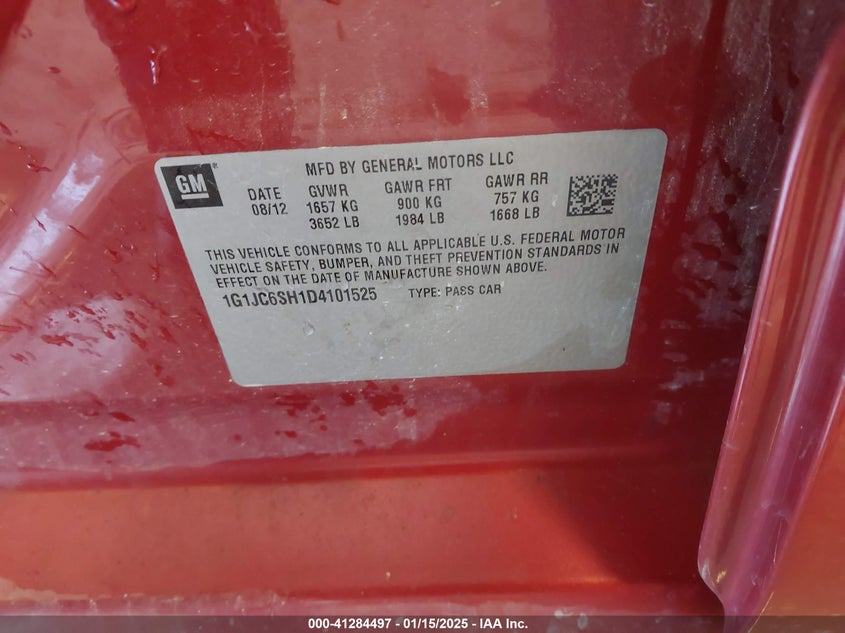 GM
MFD BY GENERAL MOTORS LLC
DATE GVWR GAWR FRT GAWR RR
08/12 1657 KG 900 KG 757 KG
3652 LB 1984 LB 1668 LB
THIS VEHICLE CONFORMS TO ALL APPLICABLE U.S. FEDERAL MOTOR
VEHICLE SAFETY, BUMPER, AND THEFT PREVENTION STANDARDS IN
EFFECT ON THE DATE OF MANUFACTURE SHOWN ABOVE.
1G1JC6SH1D4101525 TYPE: PASS CAR
000-41284497 - 01/15/2025 - IAA Inc.